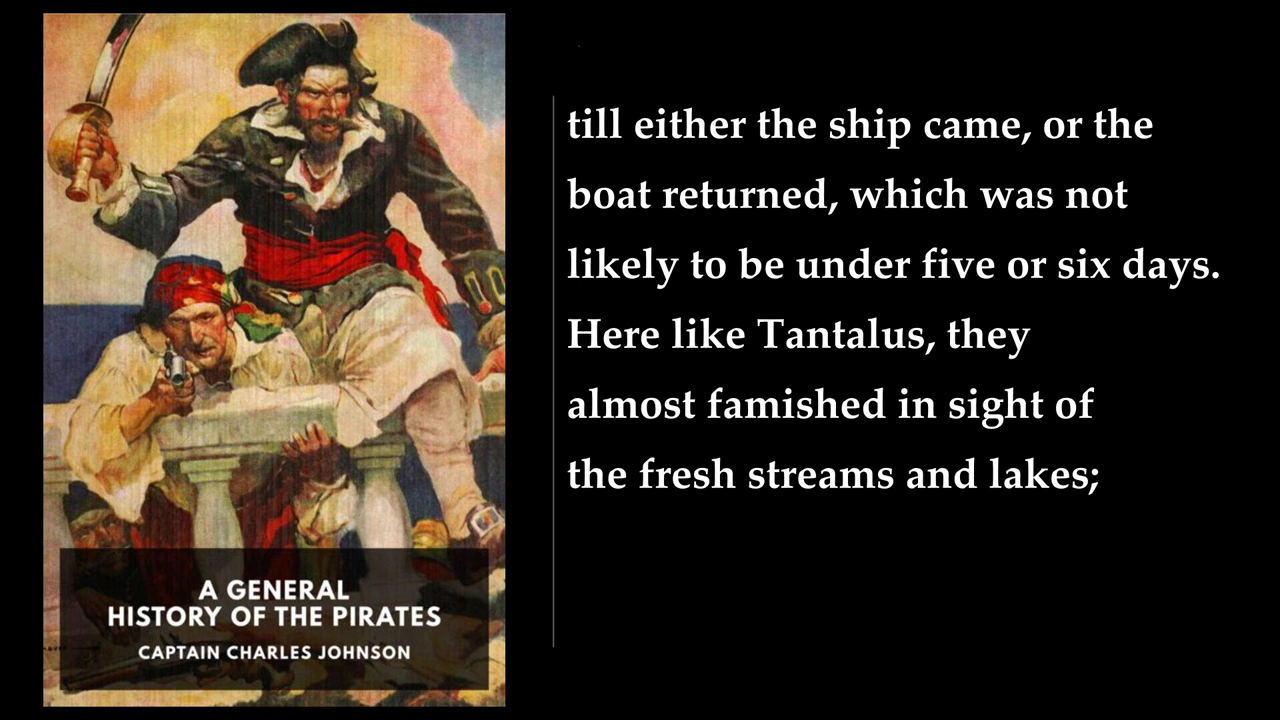 till either the ship came, or the
boat returned, which was not
likely to be under five or six days.
Here like Tantalus, they
almost famished in sight of
the fresh streams and lakes;
A GENERAL
HISTORY OF THE PIRATES
CAPTAIN CHARLES JOHNSON